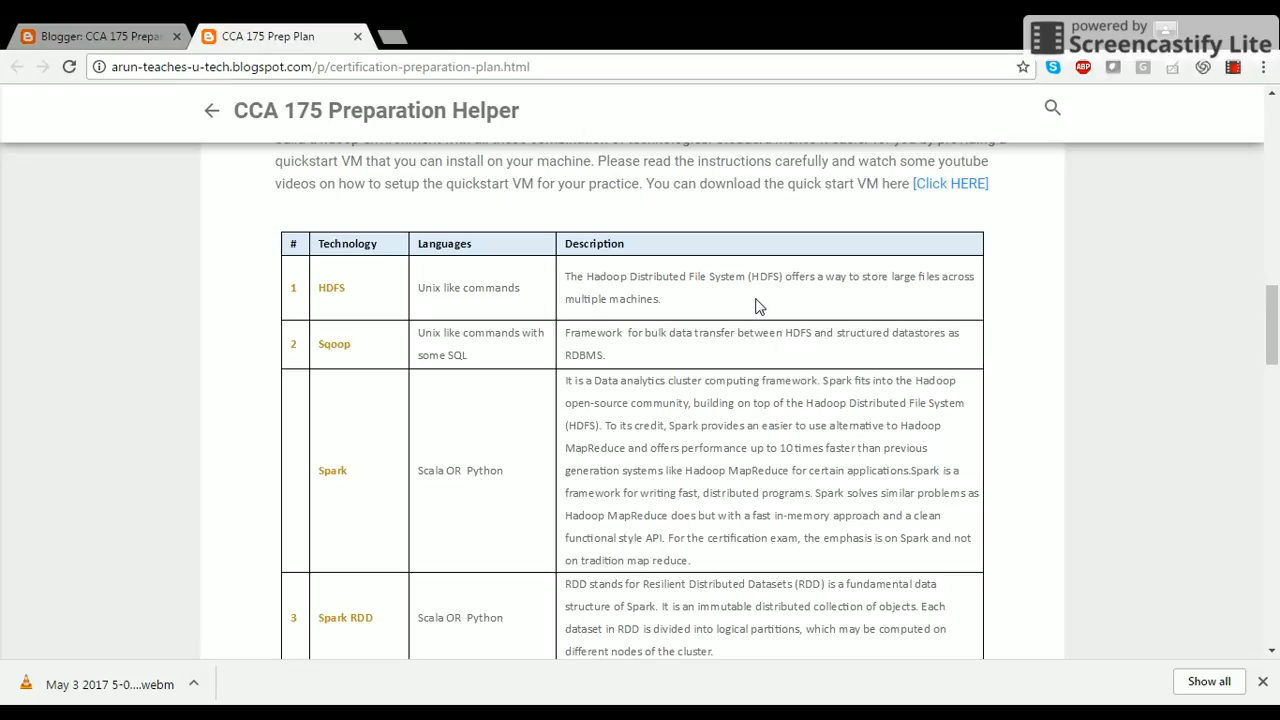 Blogger: CCA 175 Prepa
CCA 175 Prep Plan
powered by
Screencastify Lite
arun-teaches-u-tech.blogspot.com/p/certification-preparation-plan.html
ABP
G
CCA 175 Preparation Helper
quickstart VM that you can install on your machine. Please read the instructions carefully and watch some youtube
videos on how to setup the quickstart VM for your practice. You can download the quick start VM here [Click HERE]
# Technology Languages Description
1 HDFS Unix like commands
The Hadoop Distributed File System (HDFS) offers a way to store large files across
multiple machines.
2 Sqoop
Unix like commands with
some SQL
Framework for bulk data transfer between HDFS and structured datastores as
RDBMS.
Spark Scala OR Python
It is a Data analytics cluster computing framework. Spark fits into the Hadoop
open-source community, building on top of the Hadoop Distributed File System
(HDFS). To its credit, Spark provides an easier to use alternative to Hadoop
MapReduce and offers performance up to 10 times faster than previous
generation systems like Hadoop MapReduce for certain applications.Spark is a
framework for writing fast, distributed programs. Spark solves similar problems as
Hadoop MapReduce does but with a fast in-memory approach and a clean
functional style API. For the certification exam, the emphasis is on Spark and not
on tradition map reduce.
3 Spark RDD Scala OR Python
RDD stands for Resilient Distributed Datasets (RDD) is a fundamental data
structure of Spark. It is an immutable distributed collection of objects. Each
dataset in RDD is divided into logical partitions, which may be computed on
different nodes of the cluster.
May 3 2017 5-0....webm
Show all